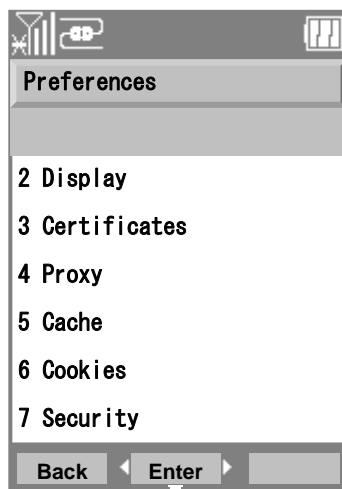 Preferences
2 Display
3 Certificates
4 Proxy
5 Cache
6 Cookies
7 Security
Back Enter